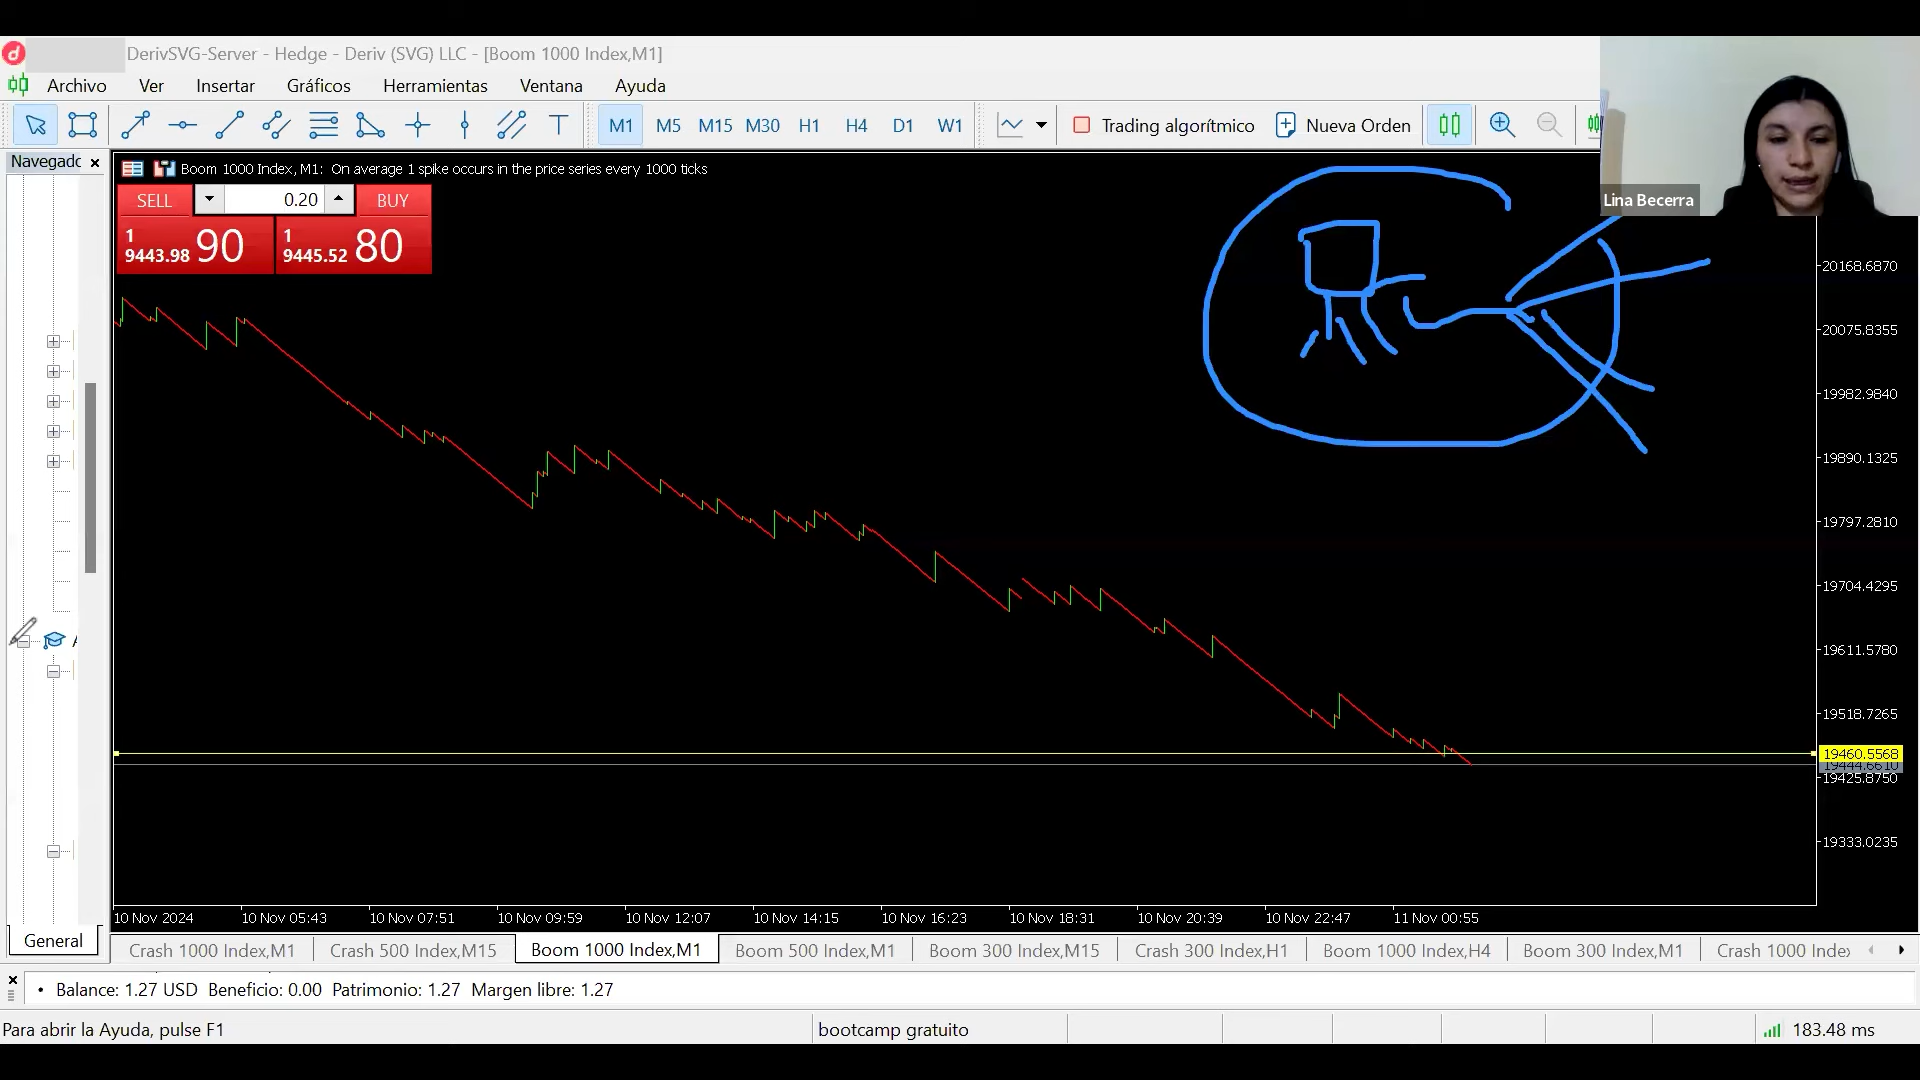 DerivSVG-Server - Hedge - Deriv (SVG) LLC - [Boom 1000 Index,M1]
Archivo Ver Insertar Gráficos Herramientas Ventana Ayuda
M1 M5 M15 M30 H1 H4 D1 W1 Trading algorítmico Nueva Orden
Lina Becerra
Navegado
Boom 1000 Index, M1: On average 1 spike occurs in the price series every 1000 ticks
SELL 0.20 BUY
1 9443.98 90
1 9445.52 80
20168.6870
20075.8355
19982.9840
19890.1325
19797.2810
19704.4295
19611.5780
19518.7265
19460.5568
19444.6610
19425.8750
19333.0235
10 Nov 2024 10 Nov 05:43 10 Nov 07:51 10 Nov 09:59 10 Nov 12:07 10 Nov 14:15 10 Nov 16:23 10 Nov 18:31 10 Nov 20:39 10 Nov 22:47 11 Nov 00:55
General
Crash 1000 Index,M1 Crash 500 Index,M15 Boom 1000 Index,M1 Boom 500 Index,M1 Boom 300 Index,M15 Crash 300 Index,H1 Boom 1000 Index,H4 Boom 300 Index,M1 Crash 1000 Index
Balance: 1.27 USD Beneficio: 0.00 Patrimonio: 1.27 Margen libre: 1.27
Para abrir la Ayuda, pulse F1
bootcamp gratuito
183.48 ms